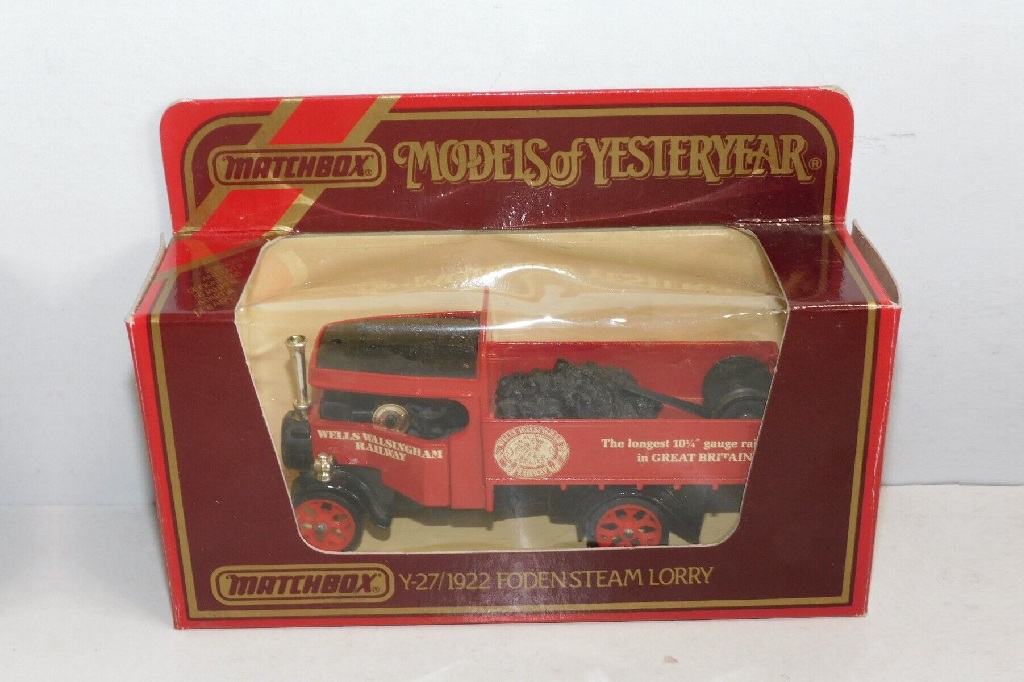 MATCHBOX®
MODELS of YESTERYEAR®
WELLS WALSINGHAM
RAILWAY
The longest 10¼" gauge rai
in GREAT BRITAIN
MATCHBOX® Y-27/1922 FODEN STEAM LORRY